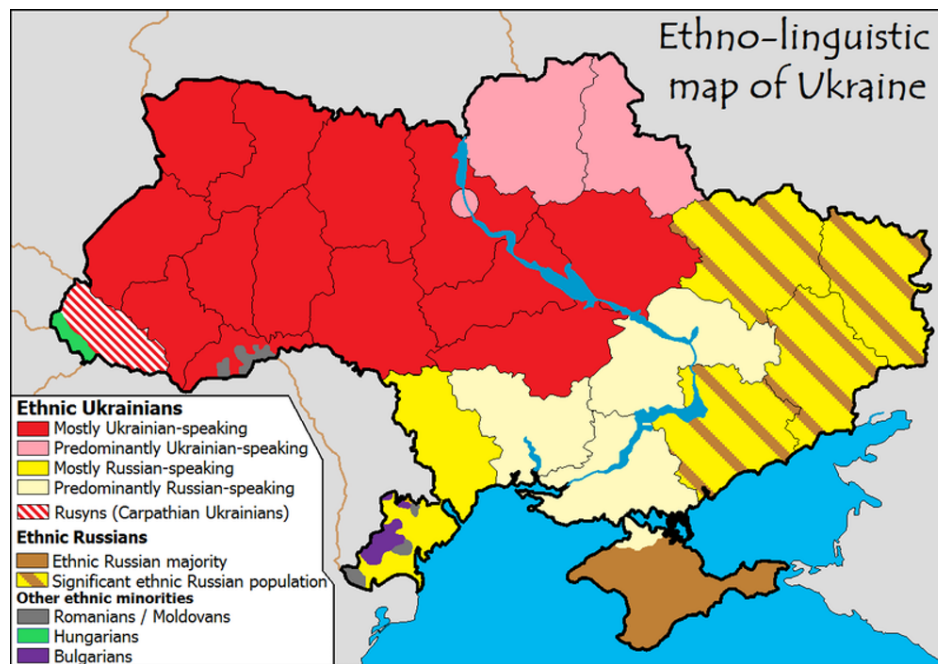 Ethno-linguistic
map of Ukraine
Ethnic Ukrainians
Mostly Ukrainian-speaking
Predominantly Ukrainian-speaking
Mostly Russian-speaking
Predominantly Russian-speaking
Rusyns (Carpathian Ukrainians)
Ethnic Russians
Ethnic Russian majority
Significant ethnic Russian population
Other ethnic minorities
Romanians / Moldovans
Hungarians
Bulgarians